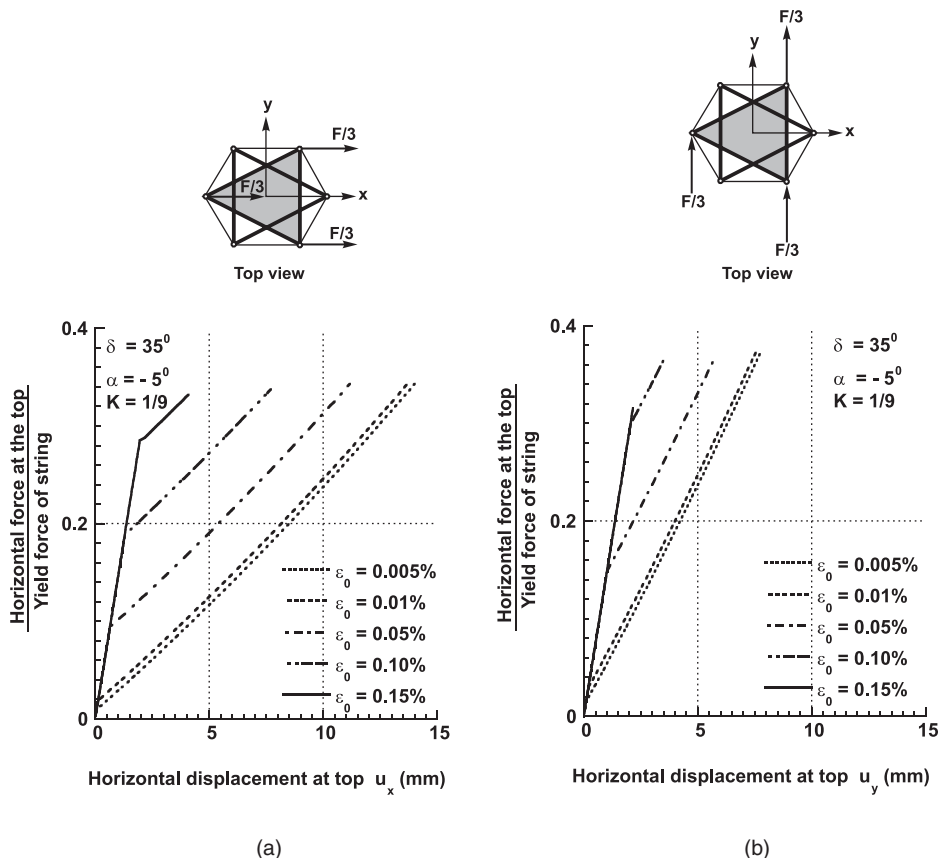 y
F/3
F/3
x
F/3
Top view
y
F/3
x
F/3
F/3
Top view
Horizontal force at the top
Yield force of string
0.4
0.2
0
δ = 35⁰
α = - 5⁰
K = 1/9
ε₀ = 0.005%
ε₀ = 0.01%
ε₀ = 0.05%
ε₀ = 0.10%
ε₀ = 0.15%
0 5 10 15
Horizontal displacement at top uₓ (mm)
(a)
Horizontal force at the top
Yield force of string
0.4
0.2
0
δ = 35⁰
α = - 5⁰
K = 1/9
ε₀ = 0.005%
ε₀ = 0.01%
ε₀ = 0.05%
ε₀ = 0.10%
ε₀ = 0.15%
0 5 10 15
Horizontal displacement at top u_y (mm)
(b)